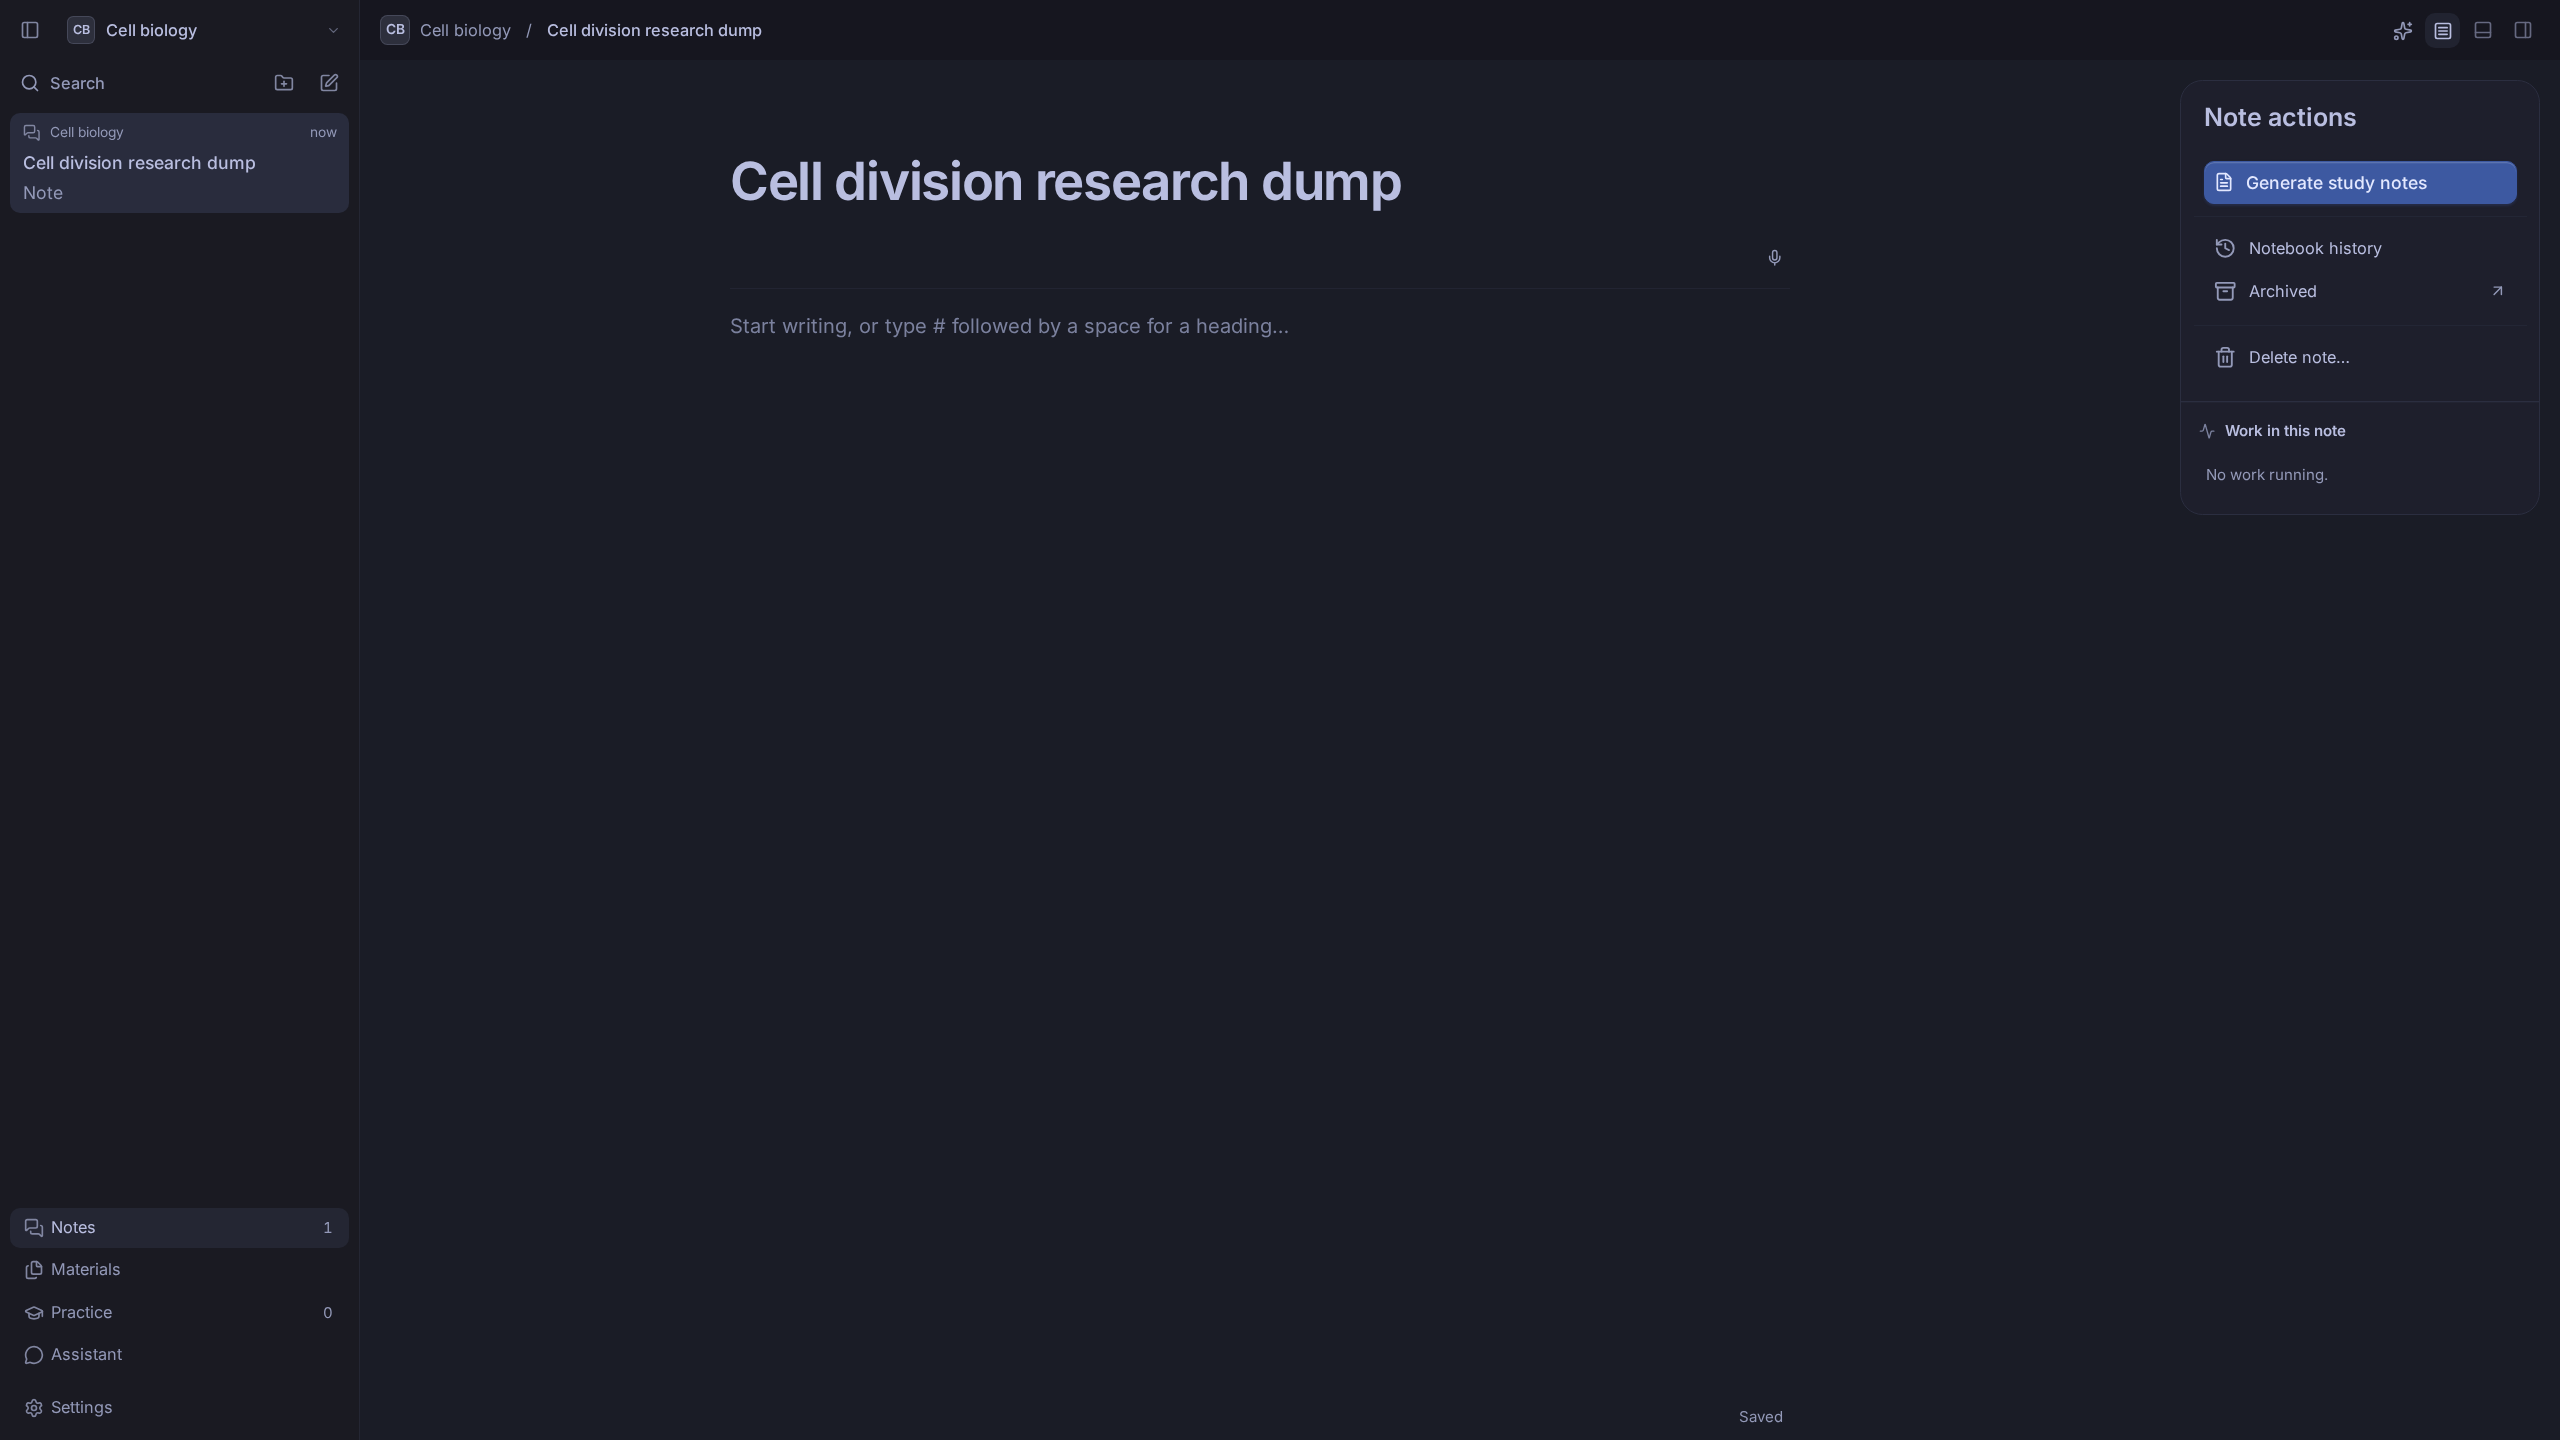 CB Cell biology
Search
Cell biology now
Cell division research dump
Note
Notes 1
Materials
Practice 0
Assistant
Settings
CB Cell biology / Cell division research dump
Cell division research dump
Start writing, or type # followed by a space for a heading...
Saved
Note actions
Generate study notes
Notebook history
Archived
Delete note...
Work in this note
No work running.